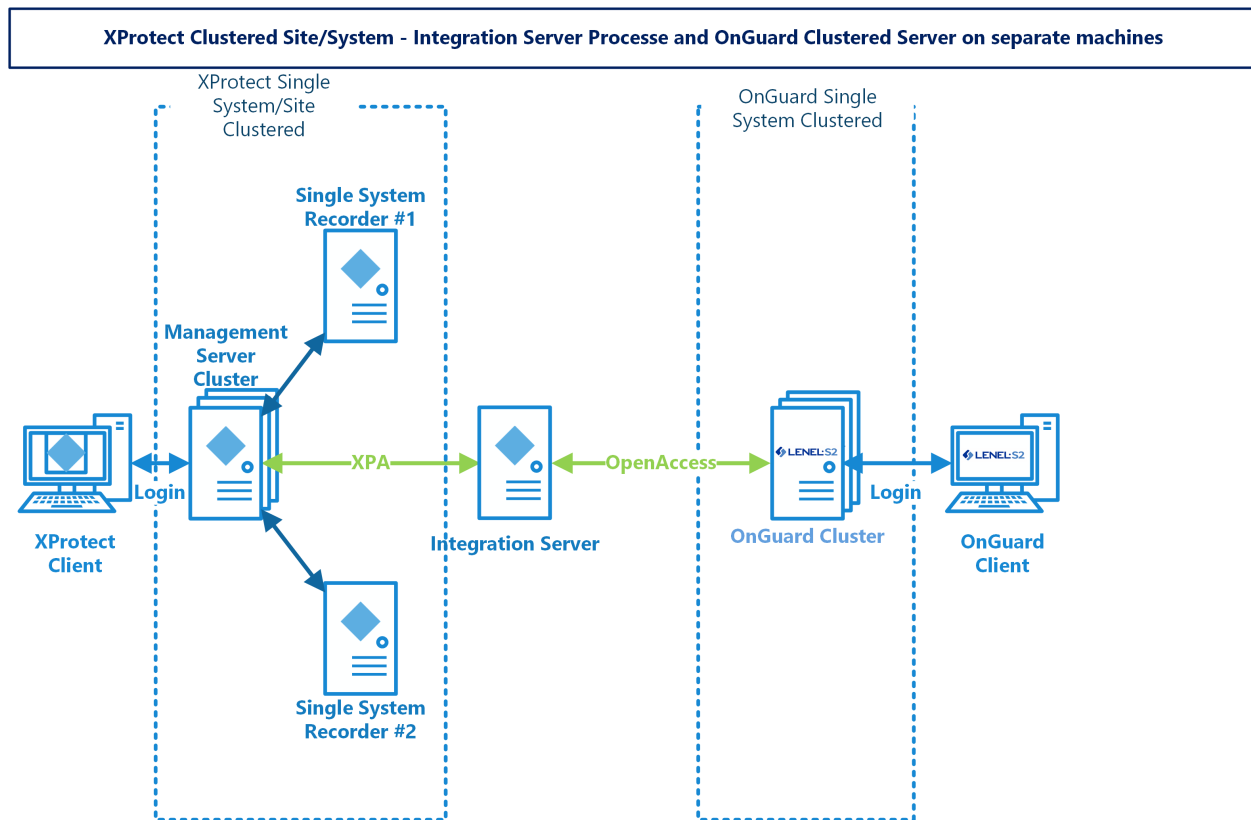 XProtect Clustered Site/System - Integration Server Processe and OnGuard Clustered Server on separate machines
XProtect Single
System/Site
Clustered
OnGuard Single
System Clustered
Single System
Recorder #1
Management
Server
Cluster
XPA
OpenAccess
LENEL·S2
LENEL·S2
Login
Login
XProtect
Client
Integration Server
OnGuard Cluster
OnGuard
Client
Single System
Recorder #2